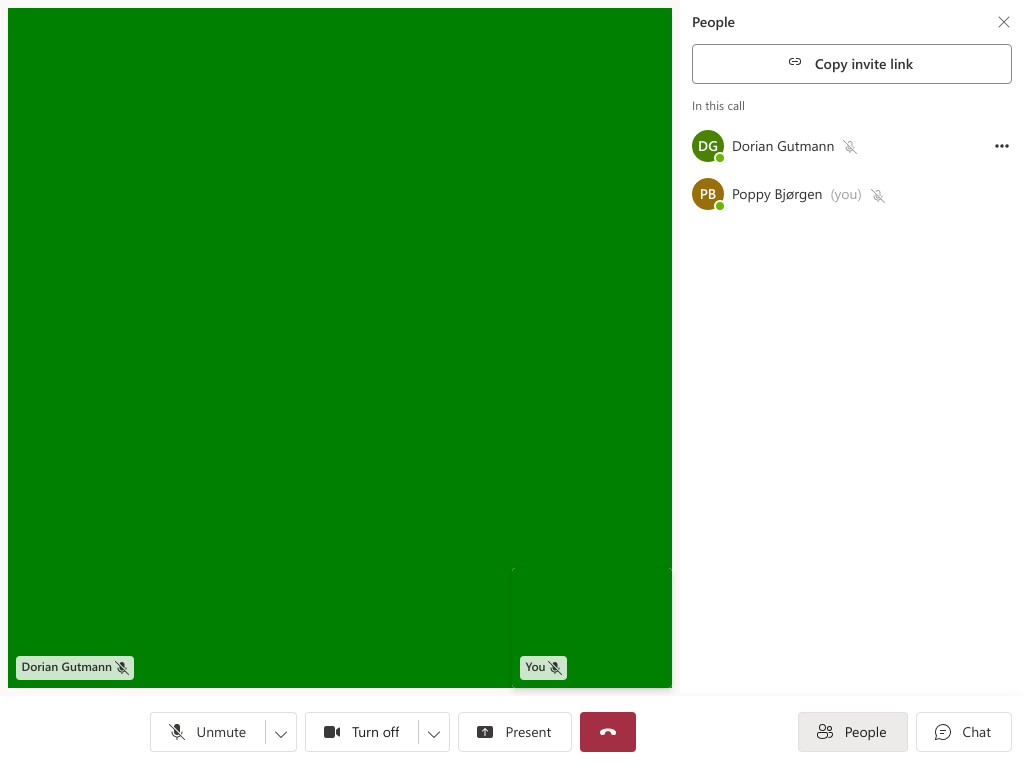 People
Copy invite link
In this call
DG Dorian Gutmann
PB Poppy Bjørgen (you)
Dorian Gutmann
You
Unmute
Turn off
Present
People
Chat